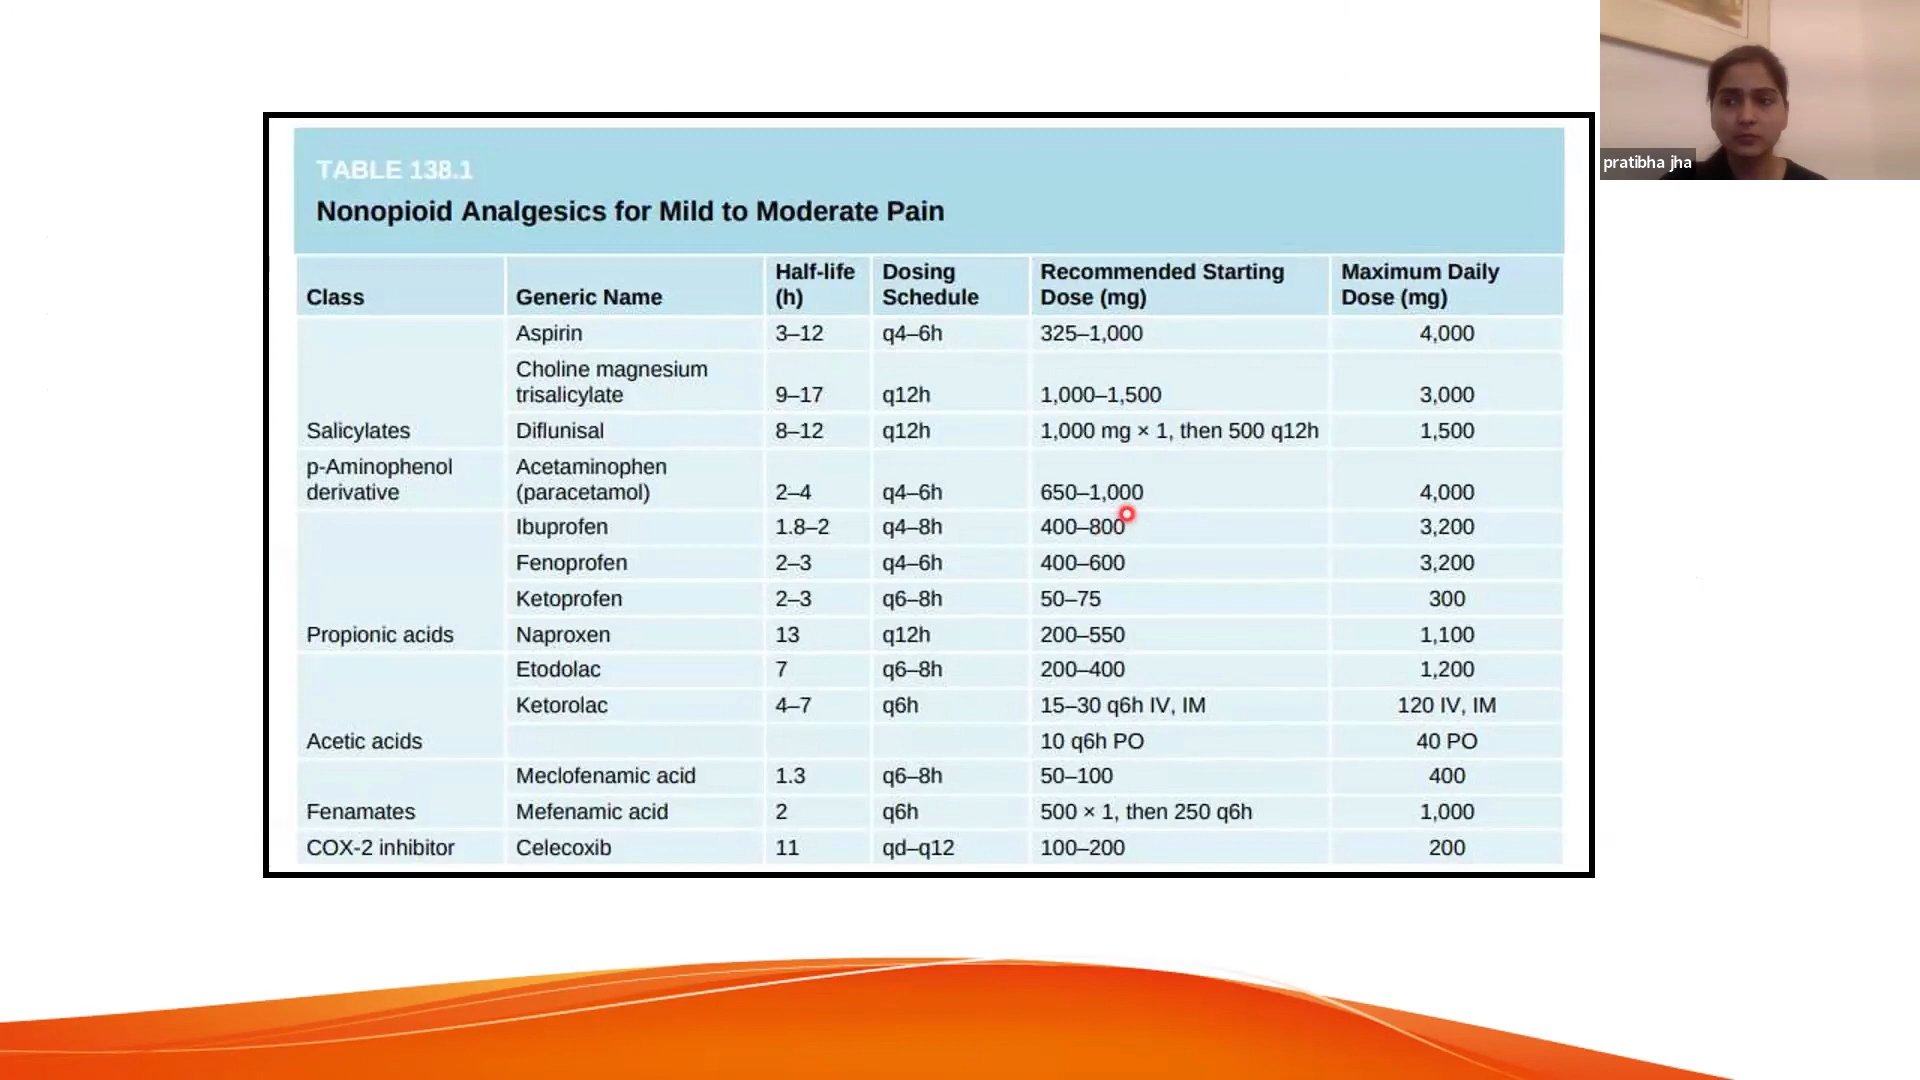 TABLE 138.1
Nonopioid Analgesics for Mild to Moderate Pain
Class Generic Name Half-life (h) Dosing Schedule Recommended Starting Dose (mg) Maximum Daily Dose (mg)
Aspirin 3–12 q4–6h 325–1,000 4,000
Choline magnesium trisalicylate 9–17 q12h 1,000–1,500 3,000
Salicylates Diflunisal 8–12 q12h 1,000 mg × 1, then 500 q12h 1,500
p-Aminophenol derivative Acetaminophen (paracetamol) 2–4 q4–6h 650–1,000 4,000
Ibuprofen 1.8–2 q4–8h 400–800 3,200
Fenoprofen 2–3 q4–6h 400–600 3,200
Ketoprofen 2–3 q6–8h 50–75 300
Propionic acids Naproxen 13 q12h 200–550 1,100
Etodolac 7 q6–8h 200–400 1,200
Ketorolac 4–7 q6h 15–30 q6h IV, IM 120 IV, IM
Acetic acids 10 q6h PO 40 PO
Meclofenamic acid 1.3 q6–8h 50–100 400
Fenamates Mefenamic acid 2 q6h 500 × 1, then 250 q6h 1,000
COX-2 inhibitor Celecoxib 11 qd–q12 100–200 200
pratibha jha